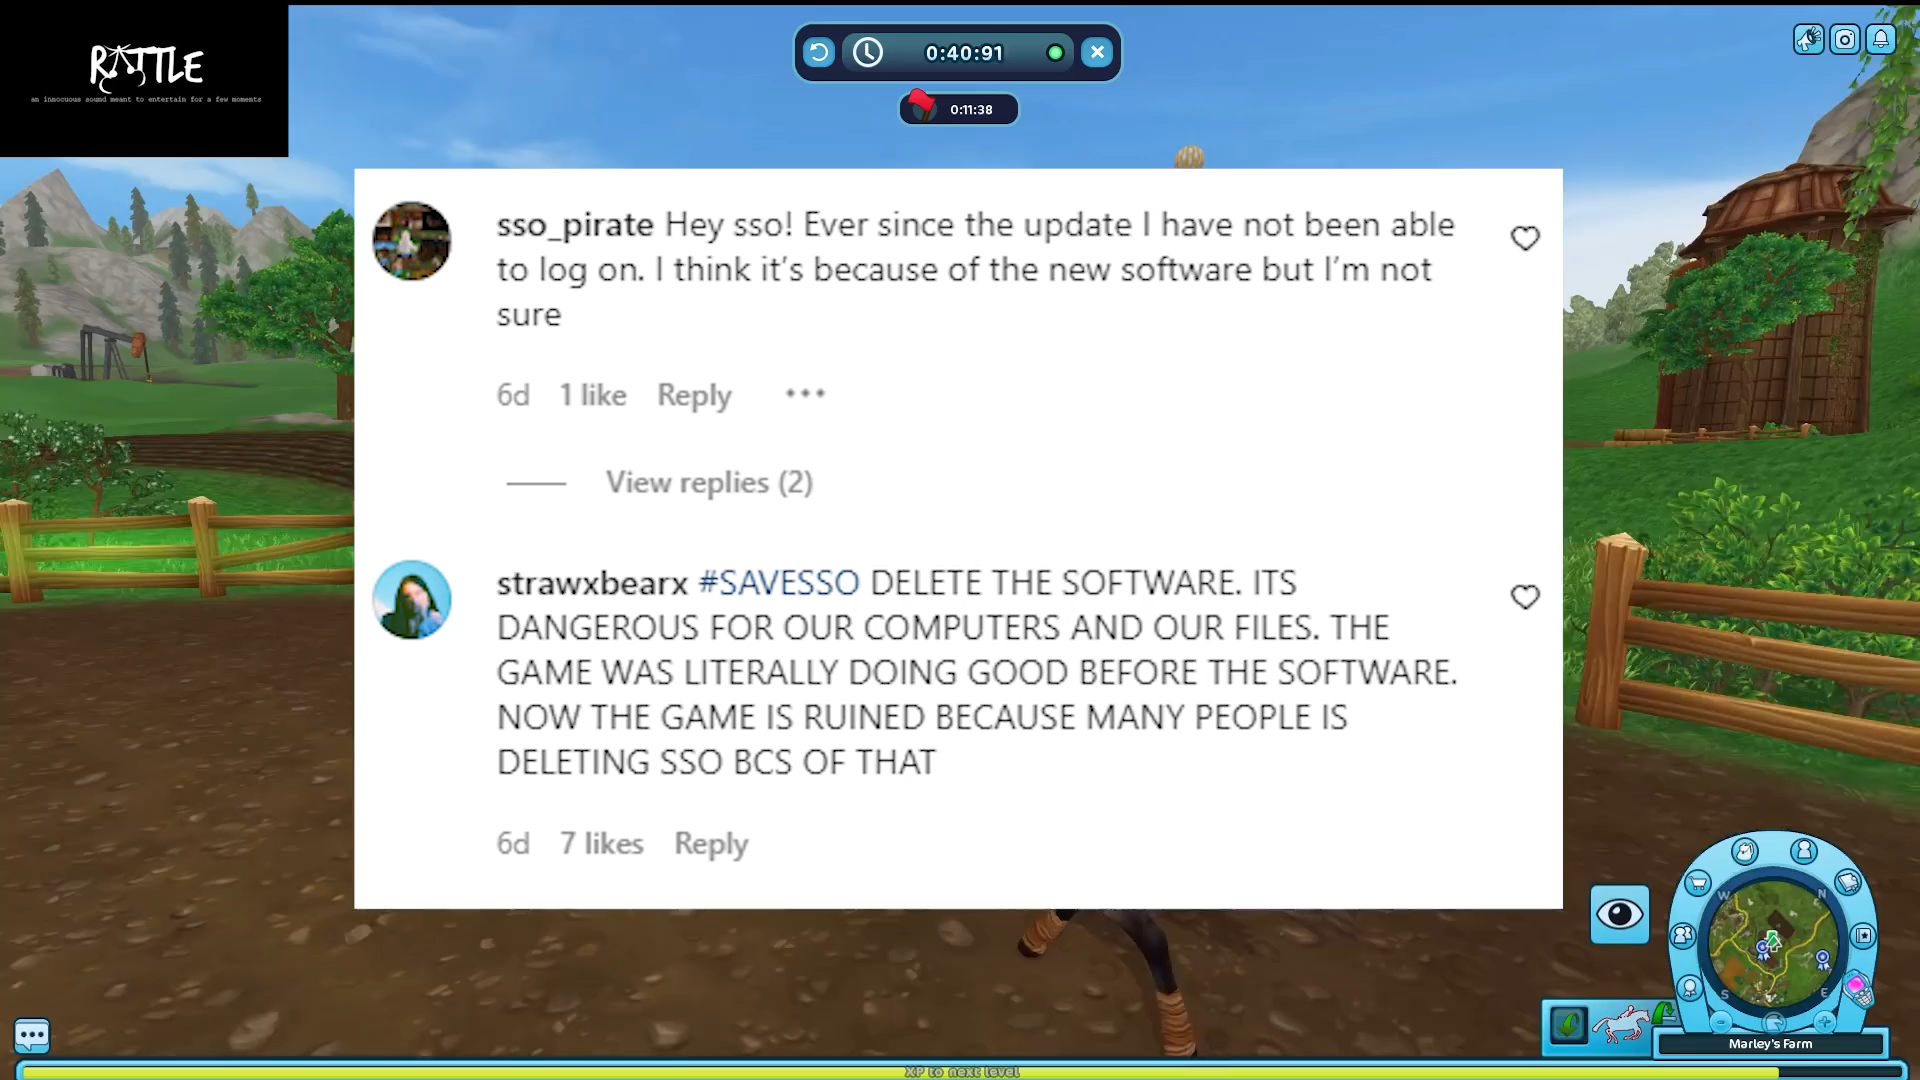 RATTLE
an innocuous sound meant to entertain for a few moments
0:40:91
0:11:38
sso_pirate Hey sso! Ever since the update I have not been able
to log on. I think it's because of the new software but I'm not
sure
6d 1 like Reply •••
View replies (2)
strawxbearx #SAVESSO DELETE THE SOFTWARE. ITS
DANGEROUS FOR OUR COMPUTERS AND OUR FILES. THE
GAME WAS LITERALLY DOING GOOD BEFORE THE SOFTWARE.
NOW THE GAME IS RUINED BECAUSE MANY PEOPLE IS
DELETING SSO BCS OF THAT
6d 7 likes Reply
W N
S E
Marley's Farm
XP to next level